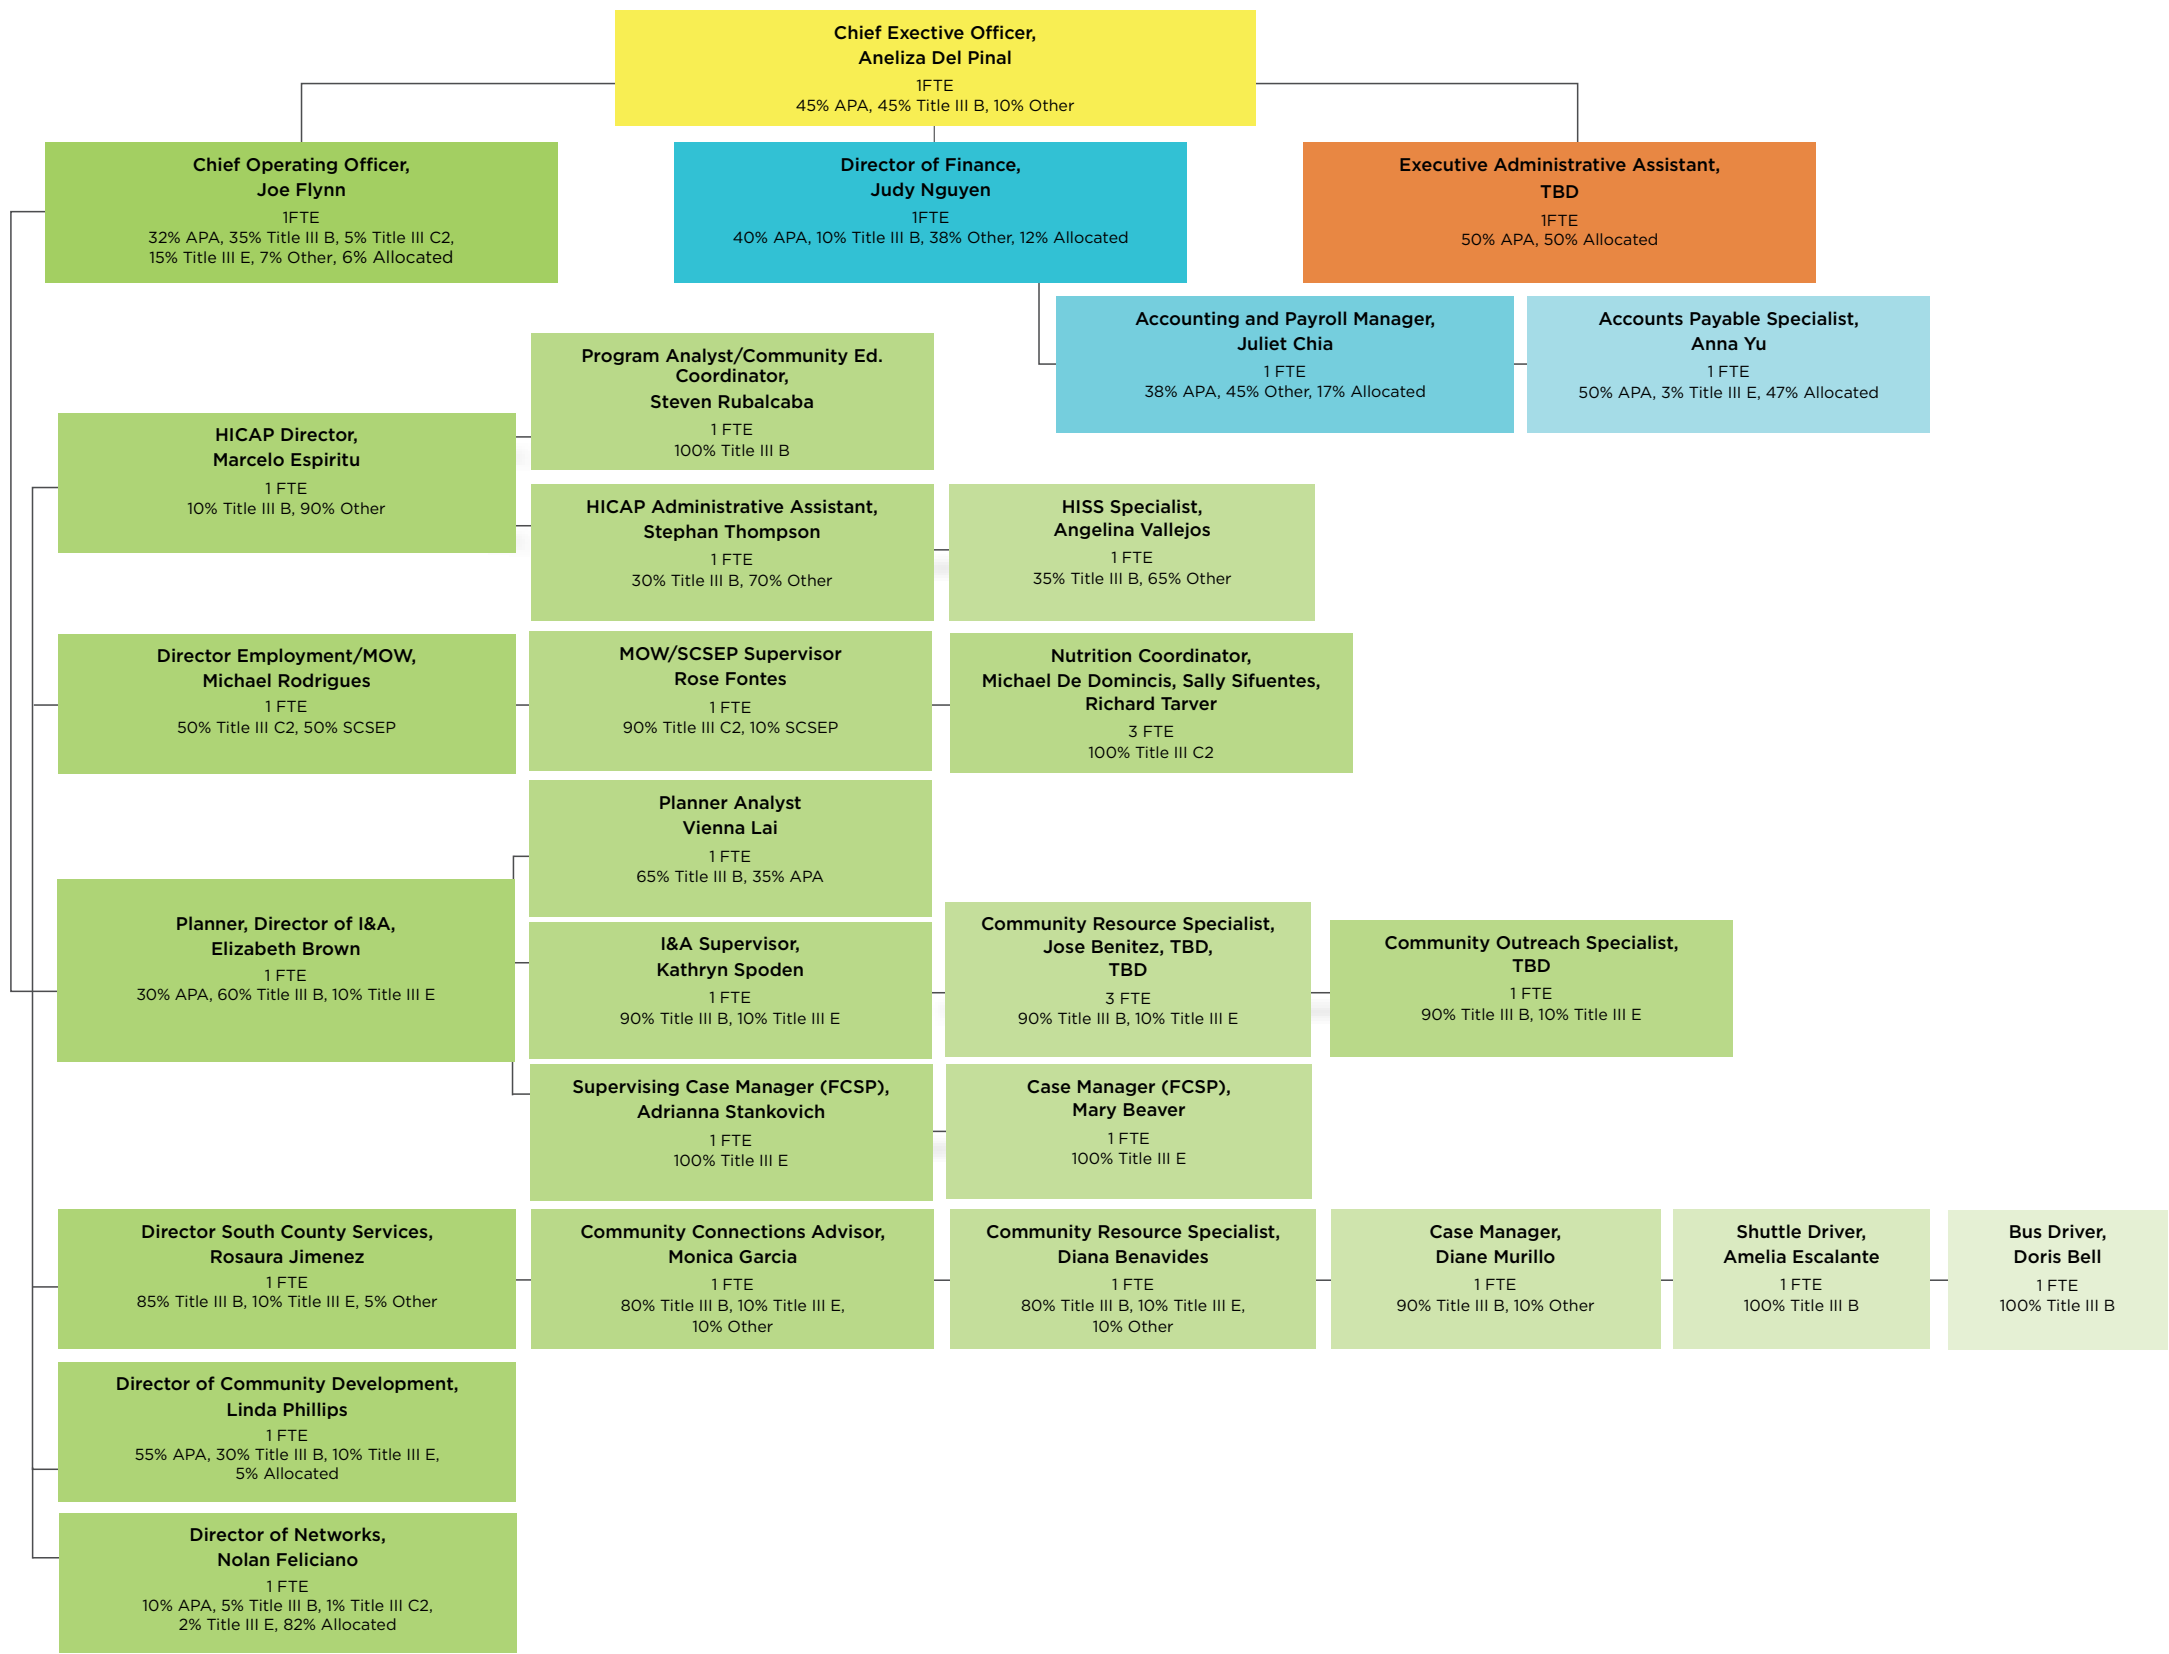 Chief Exective Officer,
Aneliza Del Pinal
1FTE
45% APA, 45% Title III B, 10% Other
Chief Operating Officer,
Joe Flynn
1FTE
32% APA, 35% Title III B, 5% Title III C2,
15% Title III E, 7% Other, 6% Allocated
Director of Finance,
Judy Nguyen
1FTE
40% APA, 10% Title III B, 38% Other, 12% Allocated
Executive Administrative Assistant,
TBD
1FTE
50% APA, 50% Allocated
Accounting and Payroll Manager,
Juliet Chia
1 FTE
38% APA, 45% Other, 17% Allocated
Accounts Payable Specialist,
Anna Yu
1 FTE
50% APA, 3% Title III E, 47% Allocated
HICAP Director,
Marcelo Espiritu
1 FTE
10% Title III B, 90% Other
Program Analyst/Community Ed.
Coordinator,
Steven Rubalcaba
1 FTE
100% Title III B
HICAP Administrative Assistant,
Stephan Thompson
1 FTE
30% Title III B, 70% Other
HISS Specialist,
Angelina Vallejos
1 FTE
35% Title III B, 65% Other
Director Employment/MOW,
Michael Rodrigues
1 FTE
50% Title III C2, 50% SCSEP
MOW/SCSEP Supervisor
Rose Fontes
1 FTE
90% Title III C2, 10% SCSEP
Nutrition Coordinator,
Michael De Domincis, Sally Sifuentes,
Richard Tarver
3 FTE
100% Title III C2
Planner, Director of I&A,
Elizabeth Brown
1 FTE
30% APA, 60% Title III B, 10% Title III E
Planner Analyst
Vienna Lai
1 FTE
65% Title III B, 35% APA
I&A Supervisor,
Kathryn Spoden
1 FTE
90% Title III B, 10% Title III E
Community Resource Specialist,
Jose Benitez, TBD,
TBD
3 FTE
90% Title III B, 10% Title III E
Community Outreach Specialist,
TBD
1 FTE
90% Title III B, 10% Title III E
Supervising Case Manager (FCSP),
Adrianna Stankovich
1 FTE
100% Title III E
Case Manager (FCSP),
Mary Beaver
1 FTE
100% Title III E
Director South County Services,
Rosaura Jimenez
1 FTE
85% Title III B, 10% Title III E, 5% Other
Community Connections Advisor,
Monica Garcia
1 FTE
80% Title III B, 10% Title III E,
10% Other
Community Resource Specialist,
Diana Benavides
1 FTE
80% Title III B, 10% Title III E,
10% Other
Case Manager,
Diane Murillo
1 FTE
90% Title III B, 10% Other
Shuttle Driver,
Amelia Escalante
1 FTE
100% Title III B
Bus Driver,
Doris Bell
1 FTE
100% Title III B
Director of Community Development,
Linda Phillips
1 FTE
55% APA, 30% Title III B, 10% Title III E,
5% Allocated
Director of Networks,
Nolan Feliciano
1 FTE
10% APA, 5% Title III B, 1% Title III C2,
2% Title III E, 82% Allocated